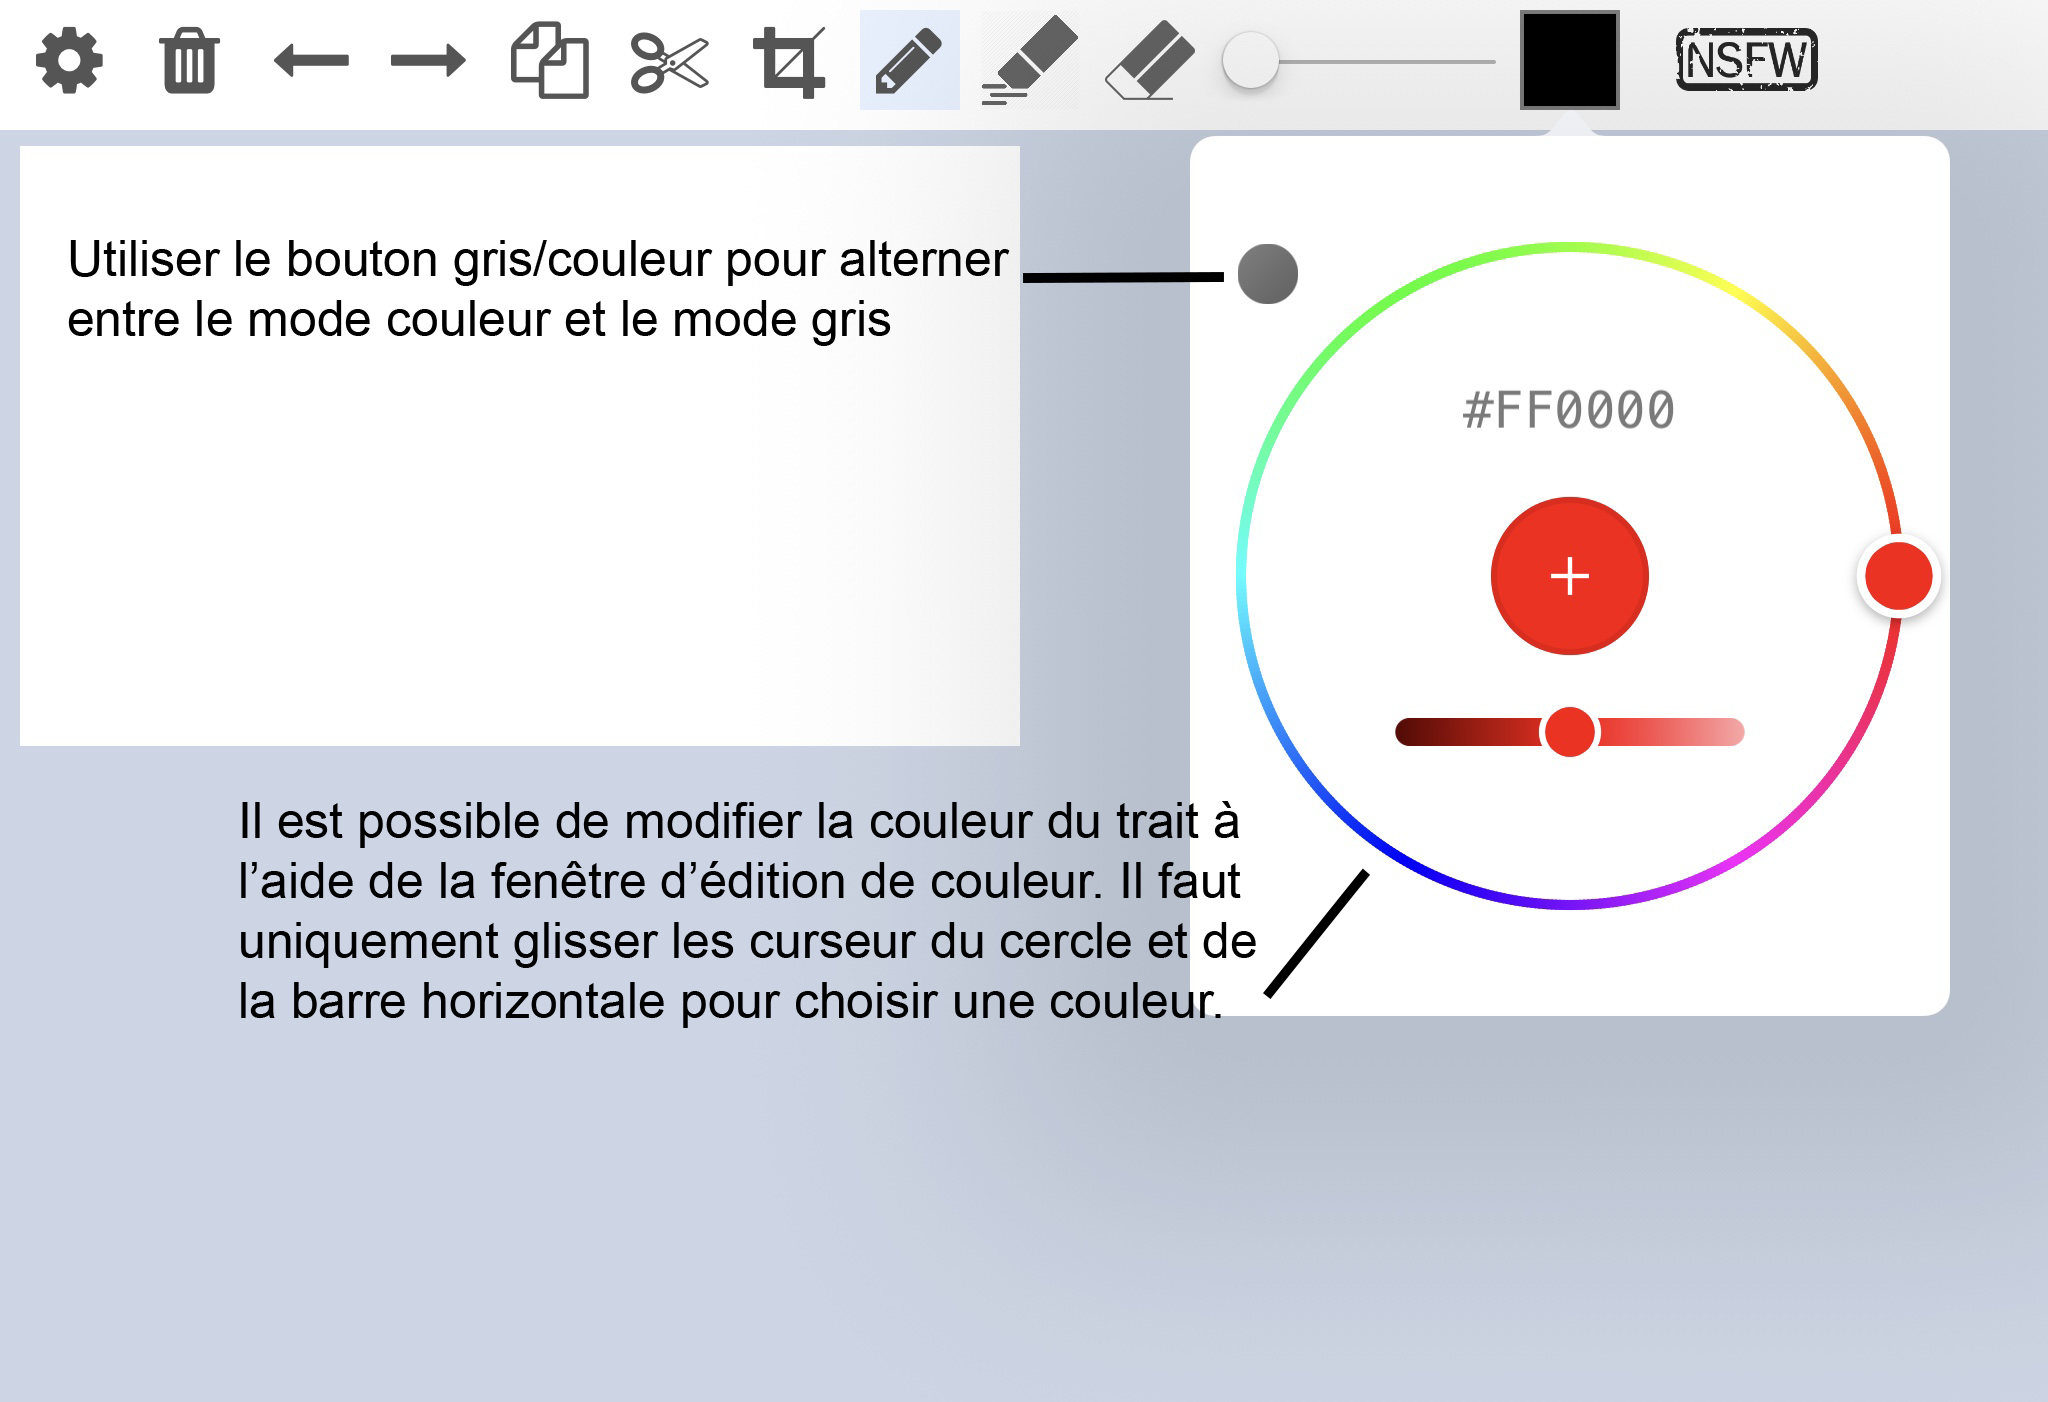 NSFW
Utiliser le bouton gris/couleur pour alterner
entre le mode couleur et le mode gris
#FF0000
Il est possible de modifier la couleur du trait à
l’aide de la fenêtre d’édition de couleur. Il faut
uniquement glisser les curseur du cercle et de
la barre horizontale pour choisir une couleur.